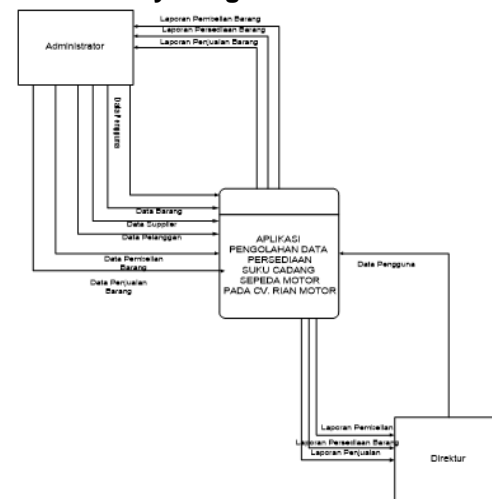 Laporan Pembelian Barang
Laporan Persediaan Barang
Laporan Penjualan Barang
Administrator
Data Pengguna
Data Barang
Data Supplier
Data Pelanggan
Data Pembelian
Barang
Data Penjualan
Barang
APLIKASI
PENGOLAHAN DATA
PERSEDIAAN
SUKU CADANG
SEPEDA MOTOR
PADA CV. RIAN MOTOR
Data Pengguna
Laporan Pembelian
Laporan Persediaan Barang
Laporan Penjualan
Direktur